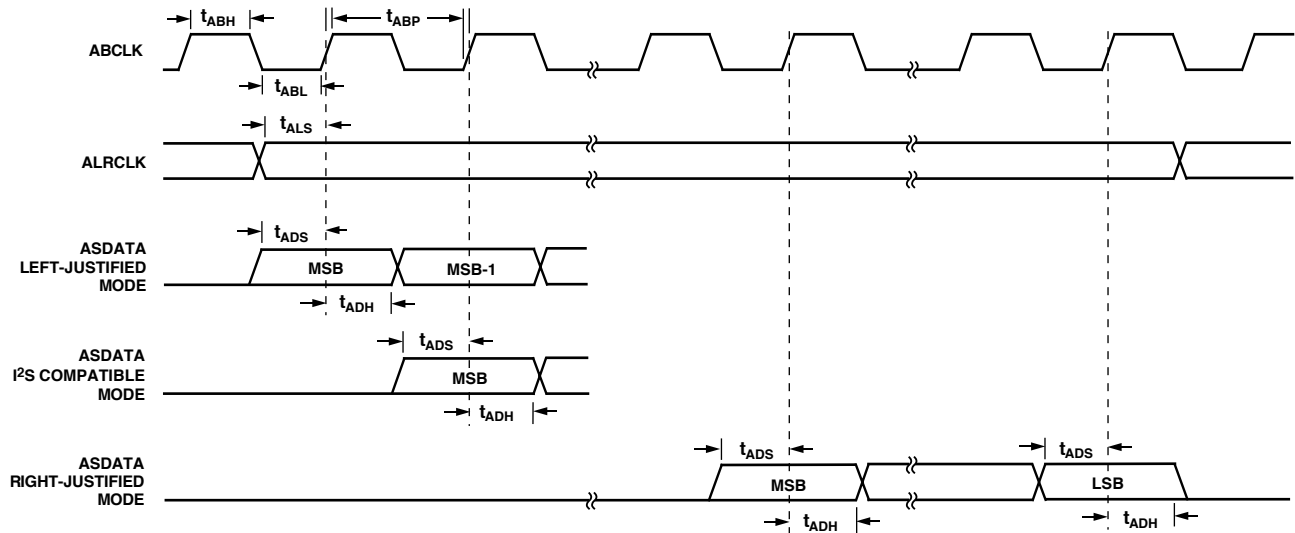 tABH
tABP
ABCLK
tABL
tALS
ALRCLK
tADS
ASDATA
LEFT-JUSTIFIED
MODE
MSB
MSB-1
tADH
ASDATA
I²S COMPATIBLE
MODE
tADS
MSB
tADH
ASDATA
RIGHT-JUSTIFIED
MODE
tADS
tADS
MSB
LSB
tADH
tADH